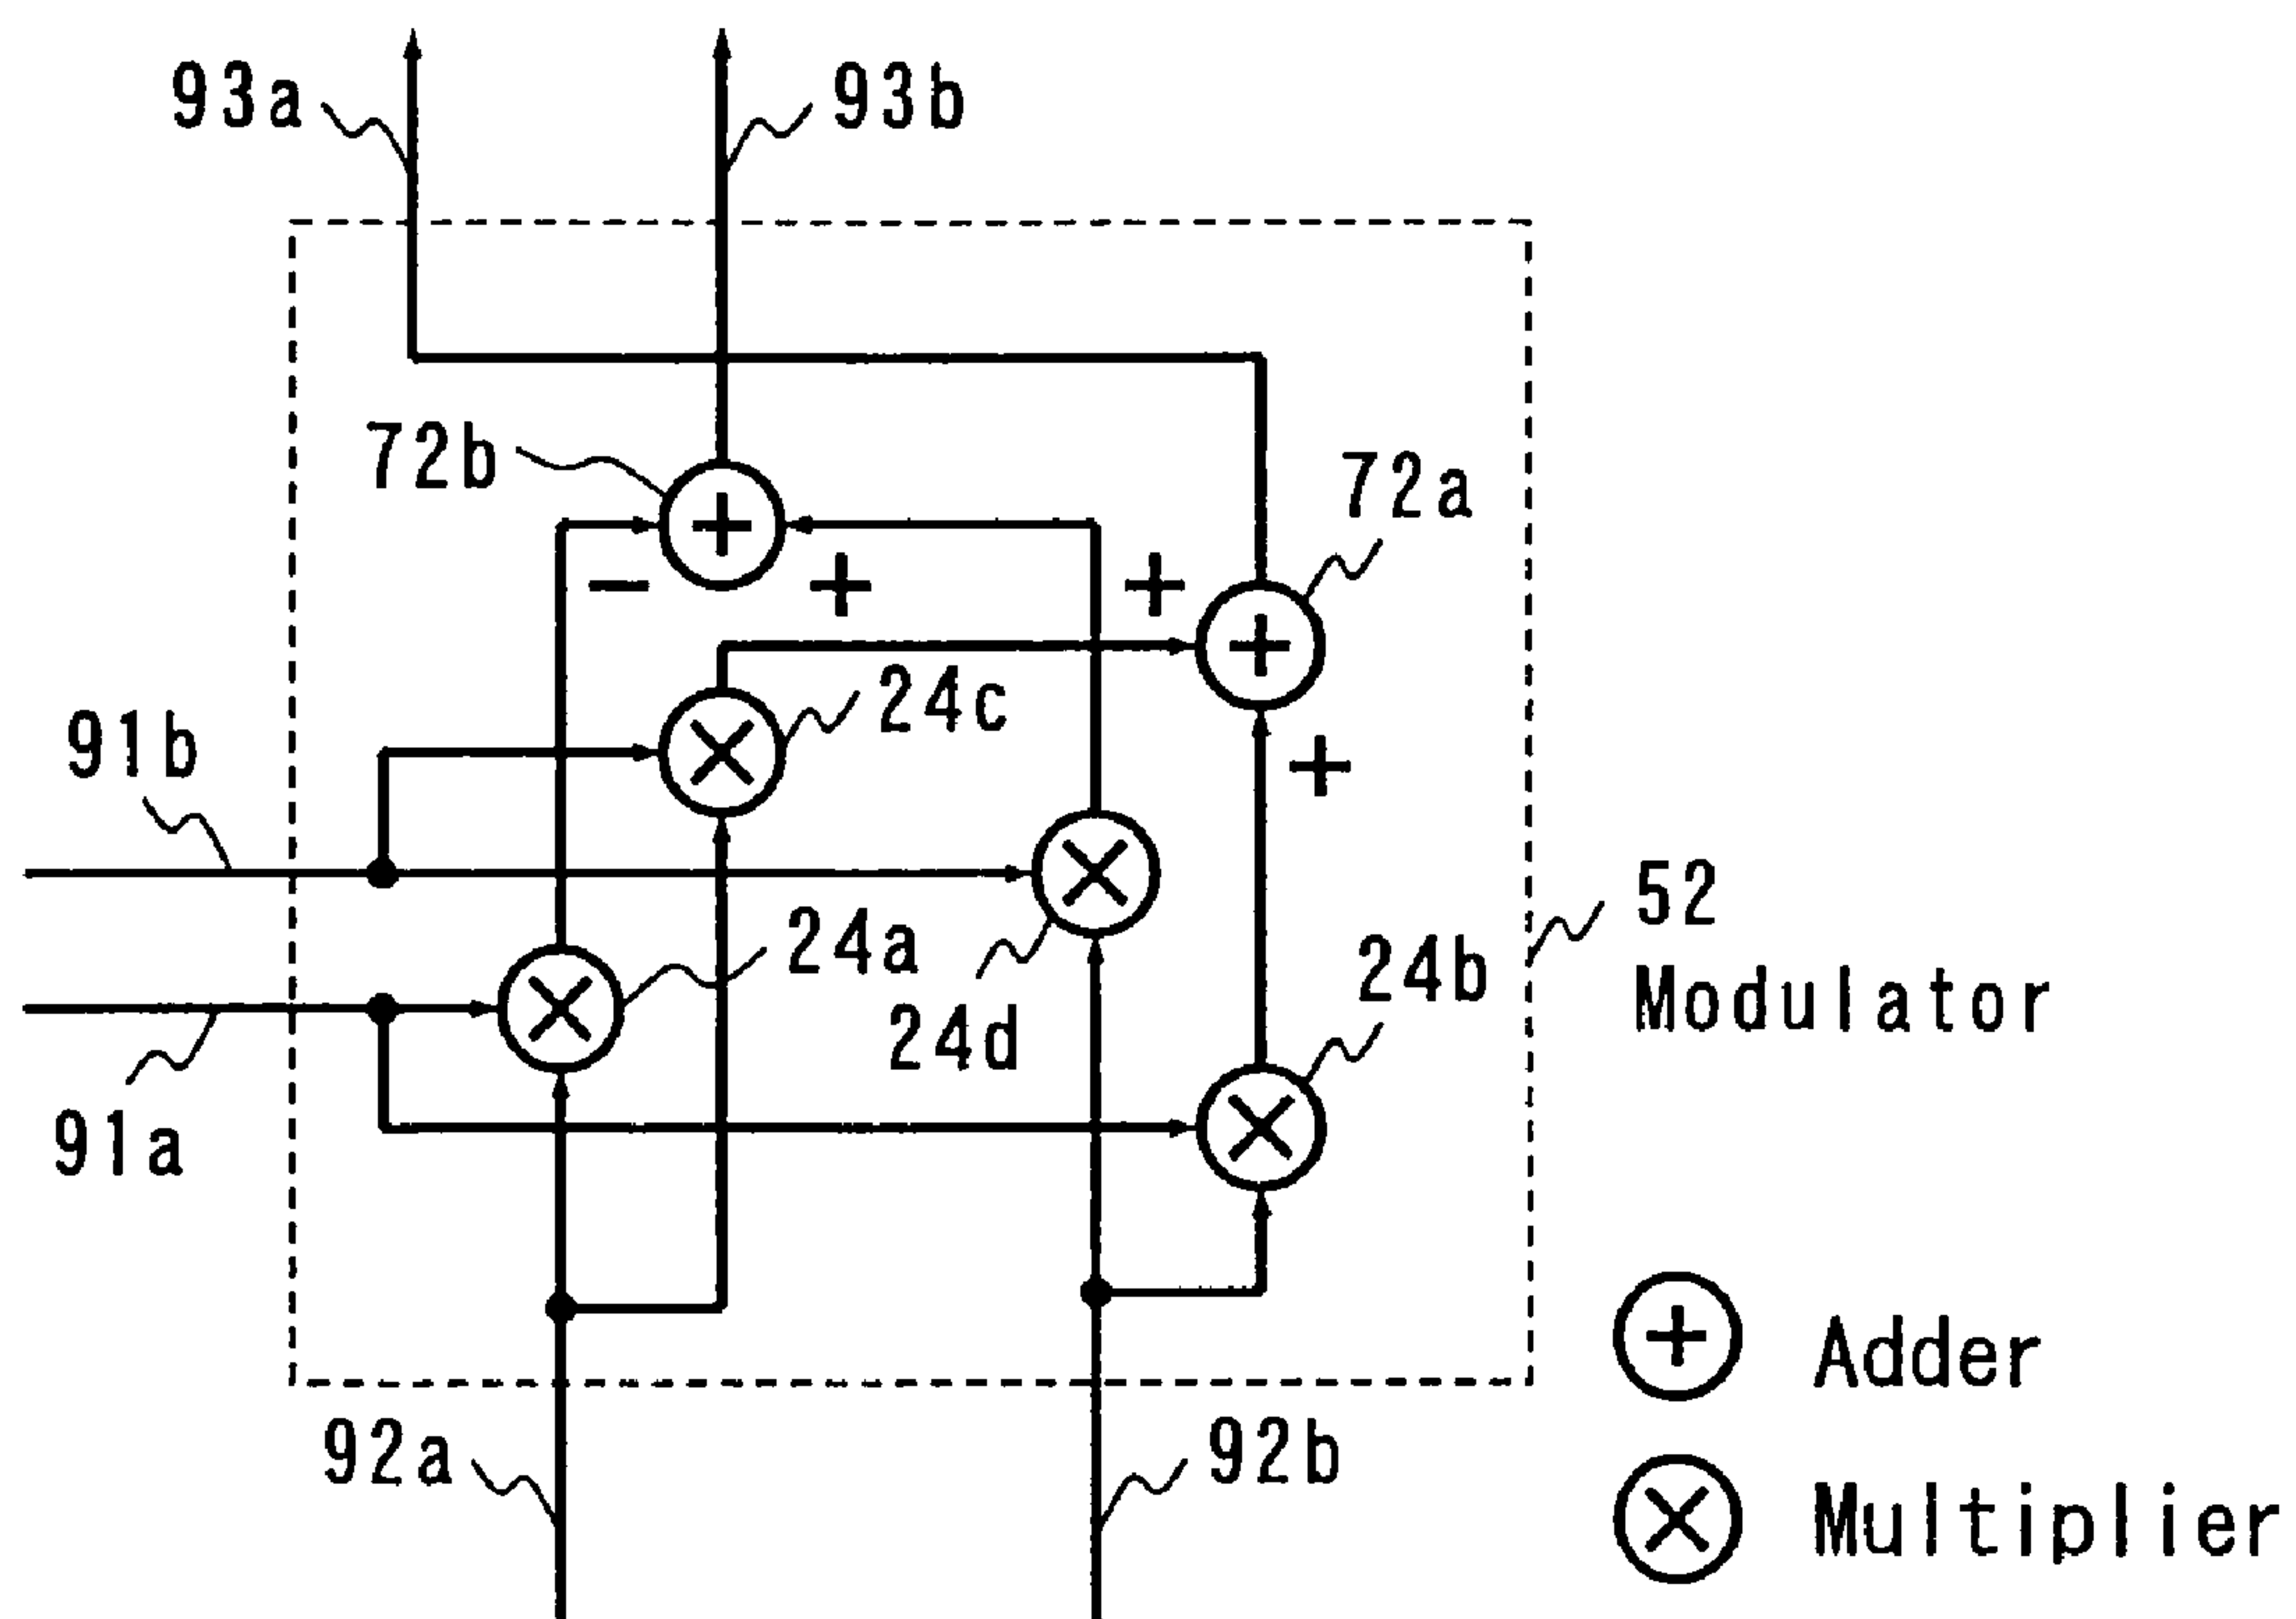 93a
93b
72b
72a
−
+
+
24c
91b
+
24a
52
24b
Modulator
24d
91a
Adder
92a
92b
Multiplier